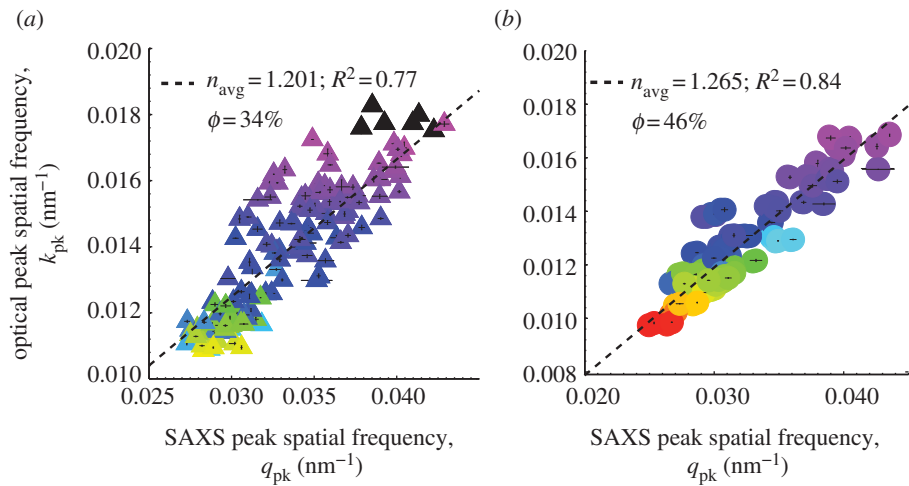 (a)
0.020
0.018
0.016
0.014
0.012
0.010
optical peak spatial frequency,
k_pk (nm⁻¹)
n_avg = 1.201; R² = 0.77
ϕ = 34%
0.025 0.030 0.035 0.040
SAXS peak spatial frequency,
q_pk (nm⁻¹)
(b)
0.020
0.018
0.016
0.014
0.012
0.010
0.008
n_avg = 1.265; R² = 0.84
ϕ = 46%
0.020 0.030 0.040
SAXS peak spatial frequency,
q_pk (nm⁻¹)